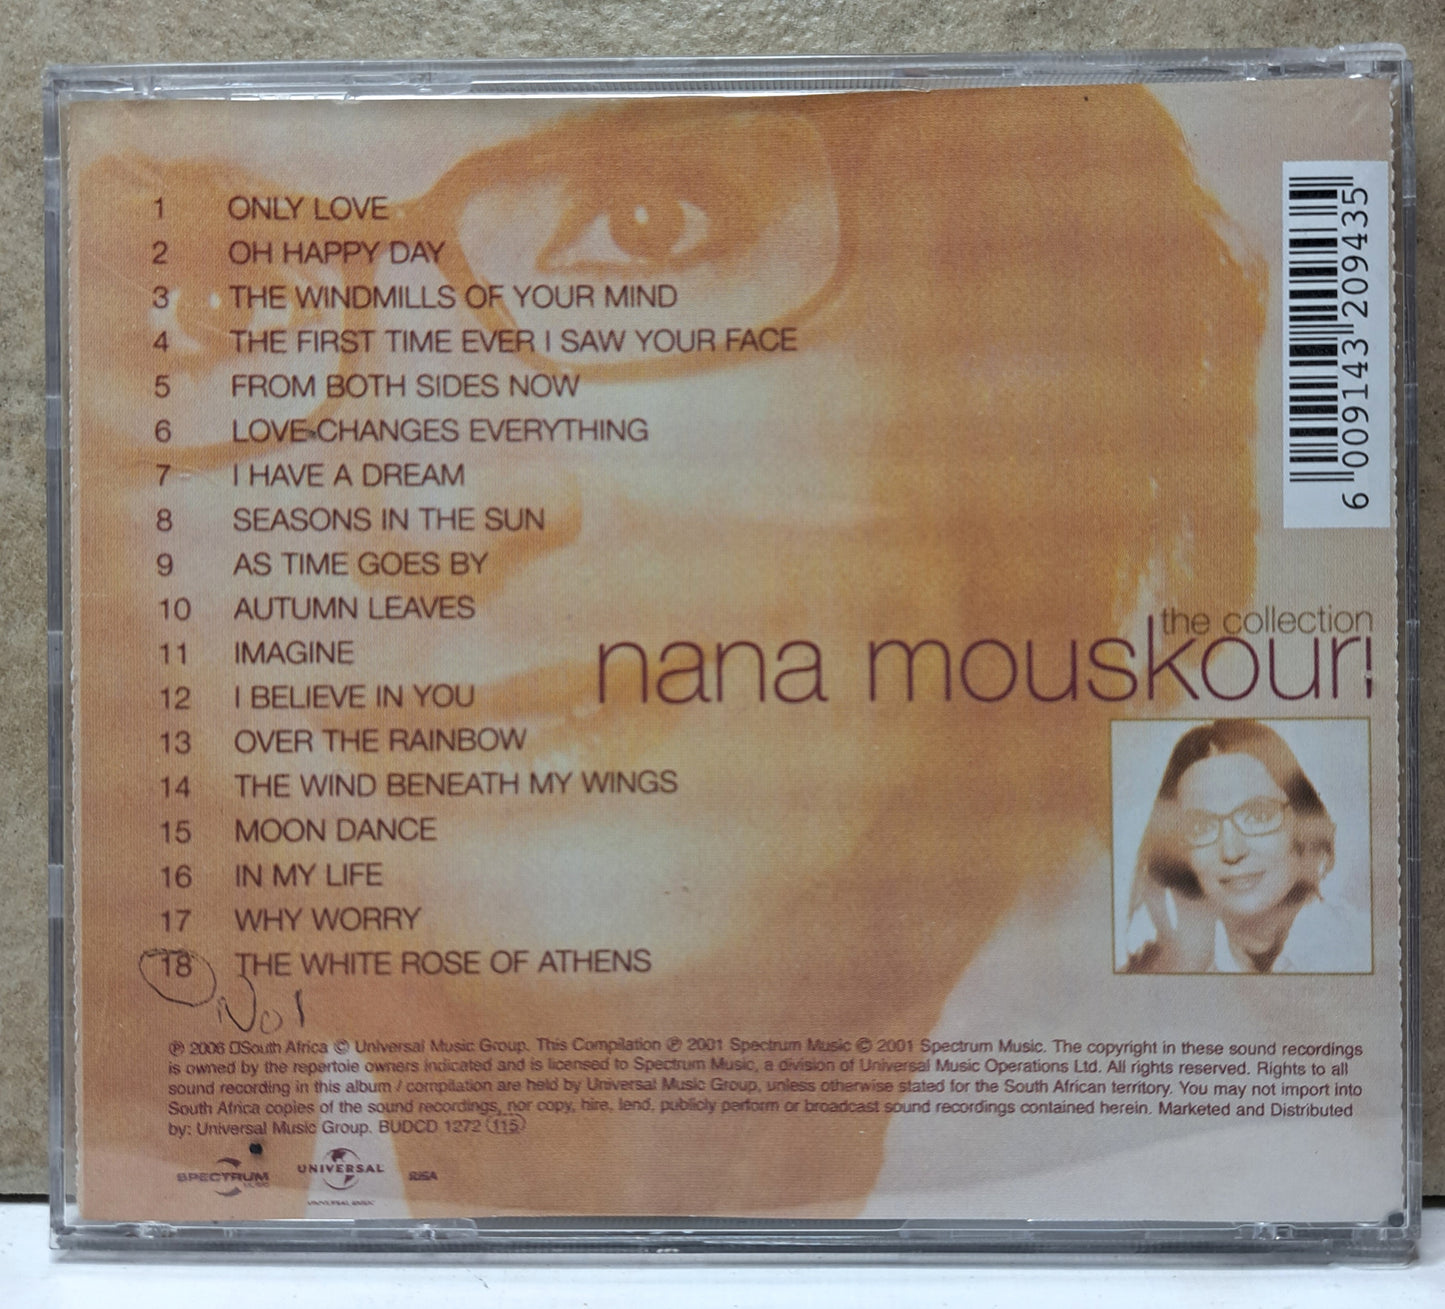 1 ONLY LOVE
2 OH HAPPY DAY
3 THE WINDMILLS OF YOUR MIND
4 THE FIRST TIME EVER I SAW YOUR FACE
5 FROM BOTH SIDES NOW
6 LOVE CHANGES EVERYTHING
7 I HAVE A DREAM
8 SEASONS IN THE SUN
9 AS TIME GOES BY
10 AUTUMN LEAVES
11 IMAGINE
12 I BELIEVE IN YOU
13 OVER THE RAINBOW
14 THE WIND BENEATH MY WINGS
15 MOON DANCE
16 IN MY LIFE
17 WHY WORRY
18 THE WHITE ROSE OF ATHENS
No 1
6 009143 209435
the collection
nana mouskouri
℗ 2006 South Africa © Universal Music Group. This Compilation ℗ 2001 Spectrum Music © 2001 Spectrum Music. The copyright in these sound recordings
is owned by the repertoie owners indicated and is licensed to Spectrum Music, a division of Universal Music Operations Ltd. All rights reserved. Rights to all
sound recording in this album / compilation are held by Universal Music Group, unless otherwise stated for the South African territory. You may not import into
South Africa copies of the sound recordings, nor copy, hire, lend, publicly perform or broadcast sound recordings contained herein. Marketed and Distributed
by: Universal Music Group. BUDCD 1272 (115)
SPECTRUM
MUSIC
UNIVERSAL
UNIVERSAL MUSIC
RISA